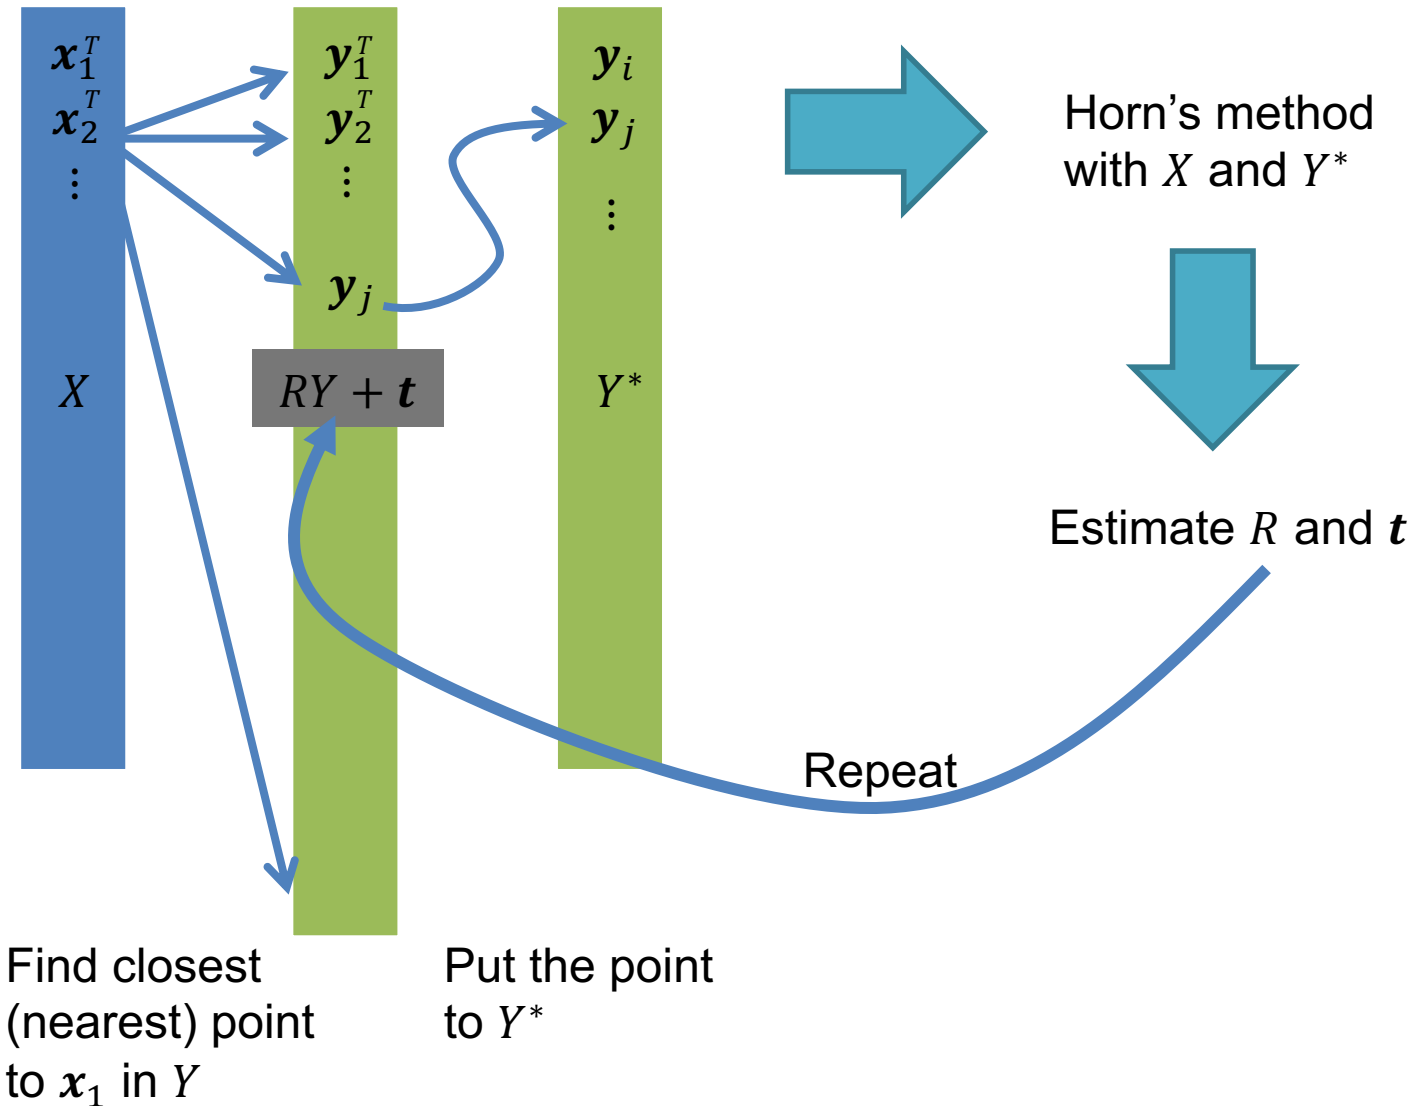 𝒙₁ᵀ
𝒙₂ᵀ
⋮
X
𝒚₁ᵀ
𝒚₂ᵀ
⋮
𝒚ⱼ
RY + 𝒕
𝒚ᵢ
𝒚ⱼ
⋮
Y*
Horn’s method
with X and Y*
Estimate R and 𝒕
Repeat
Find closest
(nearest) point
to 𝒙₁ in Y
Put the point
to Y*